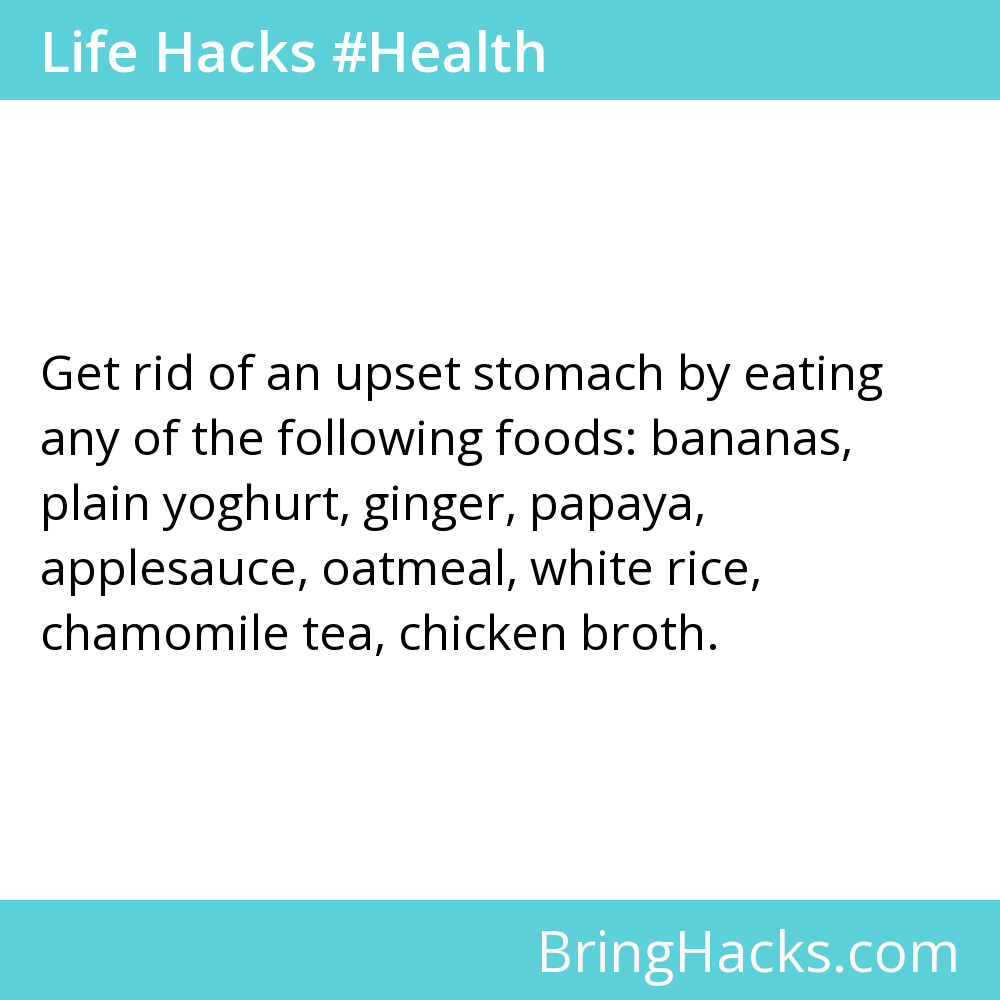 Life Hacks #Health
Get rid of an upset stomach by eating
any of the following foods: bananas,
plain yoghurt, ginger, papaya,
applesauce, oatmeal, white rice,
chamomile tea, chicken broth.
BringHacks.com